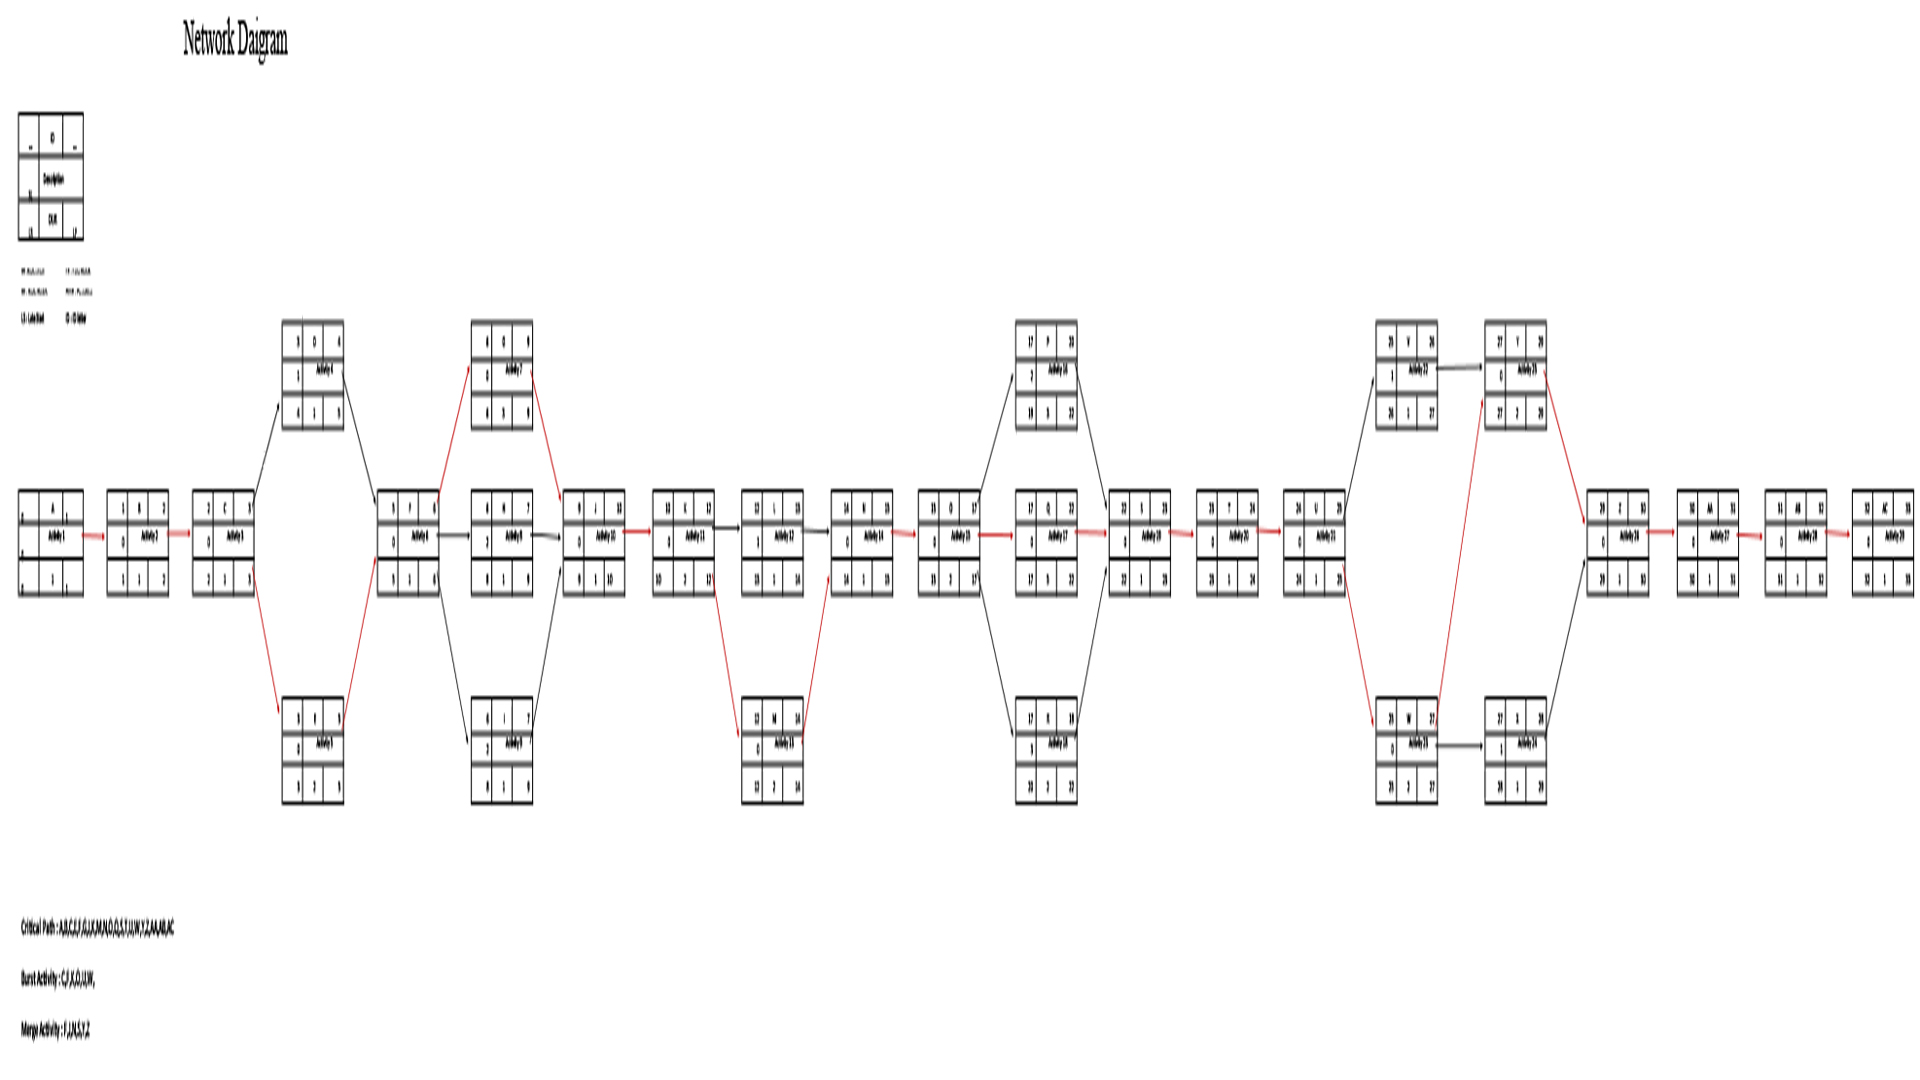 Network Daigram
ID
Description
SL
DUR
LS LF
LS : Late Start ID : ID letter
3 D 4
Activity 4
1
4 1 5
6 G 9
Activity 7
0
6 3 9
17 P 20
Activity 16
2
19 3 22
25 V 26
Activity 22
1
26 1 27
27 Y 29
Activity 25
0
27 2 29
A
Activity 1
1 B 2
Activity 2
0
1 1 2
2 C 3
Activity 3
0
2 1 3
5 F 6
Activity 6
0
5 1 6
6 H 7
Activity 8
2
8 1 9
9 J 10
Activity 10
0
9 1 10
10 K 12
Activity 11
0
10 2 12
12 L 13
Activity 12
1
13 1 14
14 N 15
Activity 14
0
14 1 15
15 O 17
Activity 15
0
15 2 17
17 Q 22
Activity 17
0
17 5 22
22 S 23
Activity 19
0
22 1 23
23 T 24
Activity 20
0
23 1 24
24 U 25
Activity 21
0
24 1 25
29 Z 30
Activity 26
0
29 1 30
30 AA 31
Activity 27
0
30 1 31
31 AB 32
Activity 28
0
31 1 32
32 AC 33
Activity 29
0
32 1 33
3 E 5
Activity 5
0
3 2 5
6 I 7
Activity 9
2
8 1 9
12 M 14
Activity 13
0
12 2 14
17 R 19
Activity 18
3
20 2 22
25 W 27
Activity 23
0
25 2 27
27 X 28
Activity 24
1
28 1 29
Critical Path : A,B,C,E,F,G,J,K,M,N,O,Q,S,T,U,W,Y,Z,AA,AB,AC
Burst Activity : C,F,K,O,U,W,
Merge Activity : F,J,N,S,Y,Z